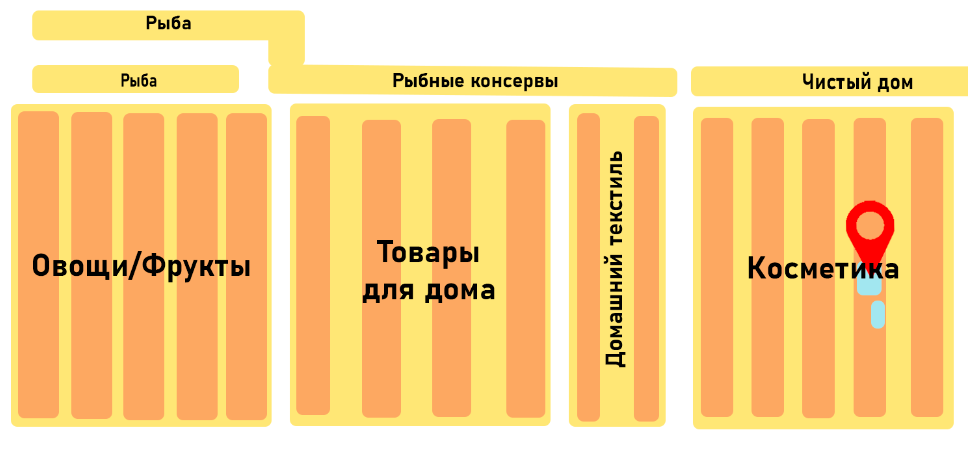 Рыба
Рыба
Рыбные консервы
Чистый дом
Овощи/Фрукты
Товары
для дома
Домашний текстиль
Косметика